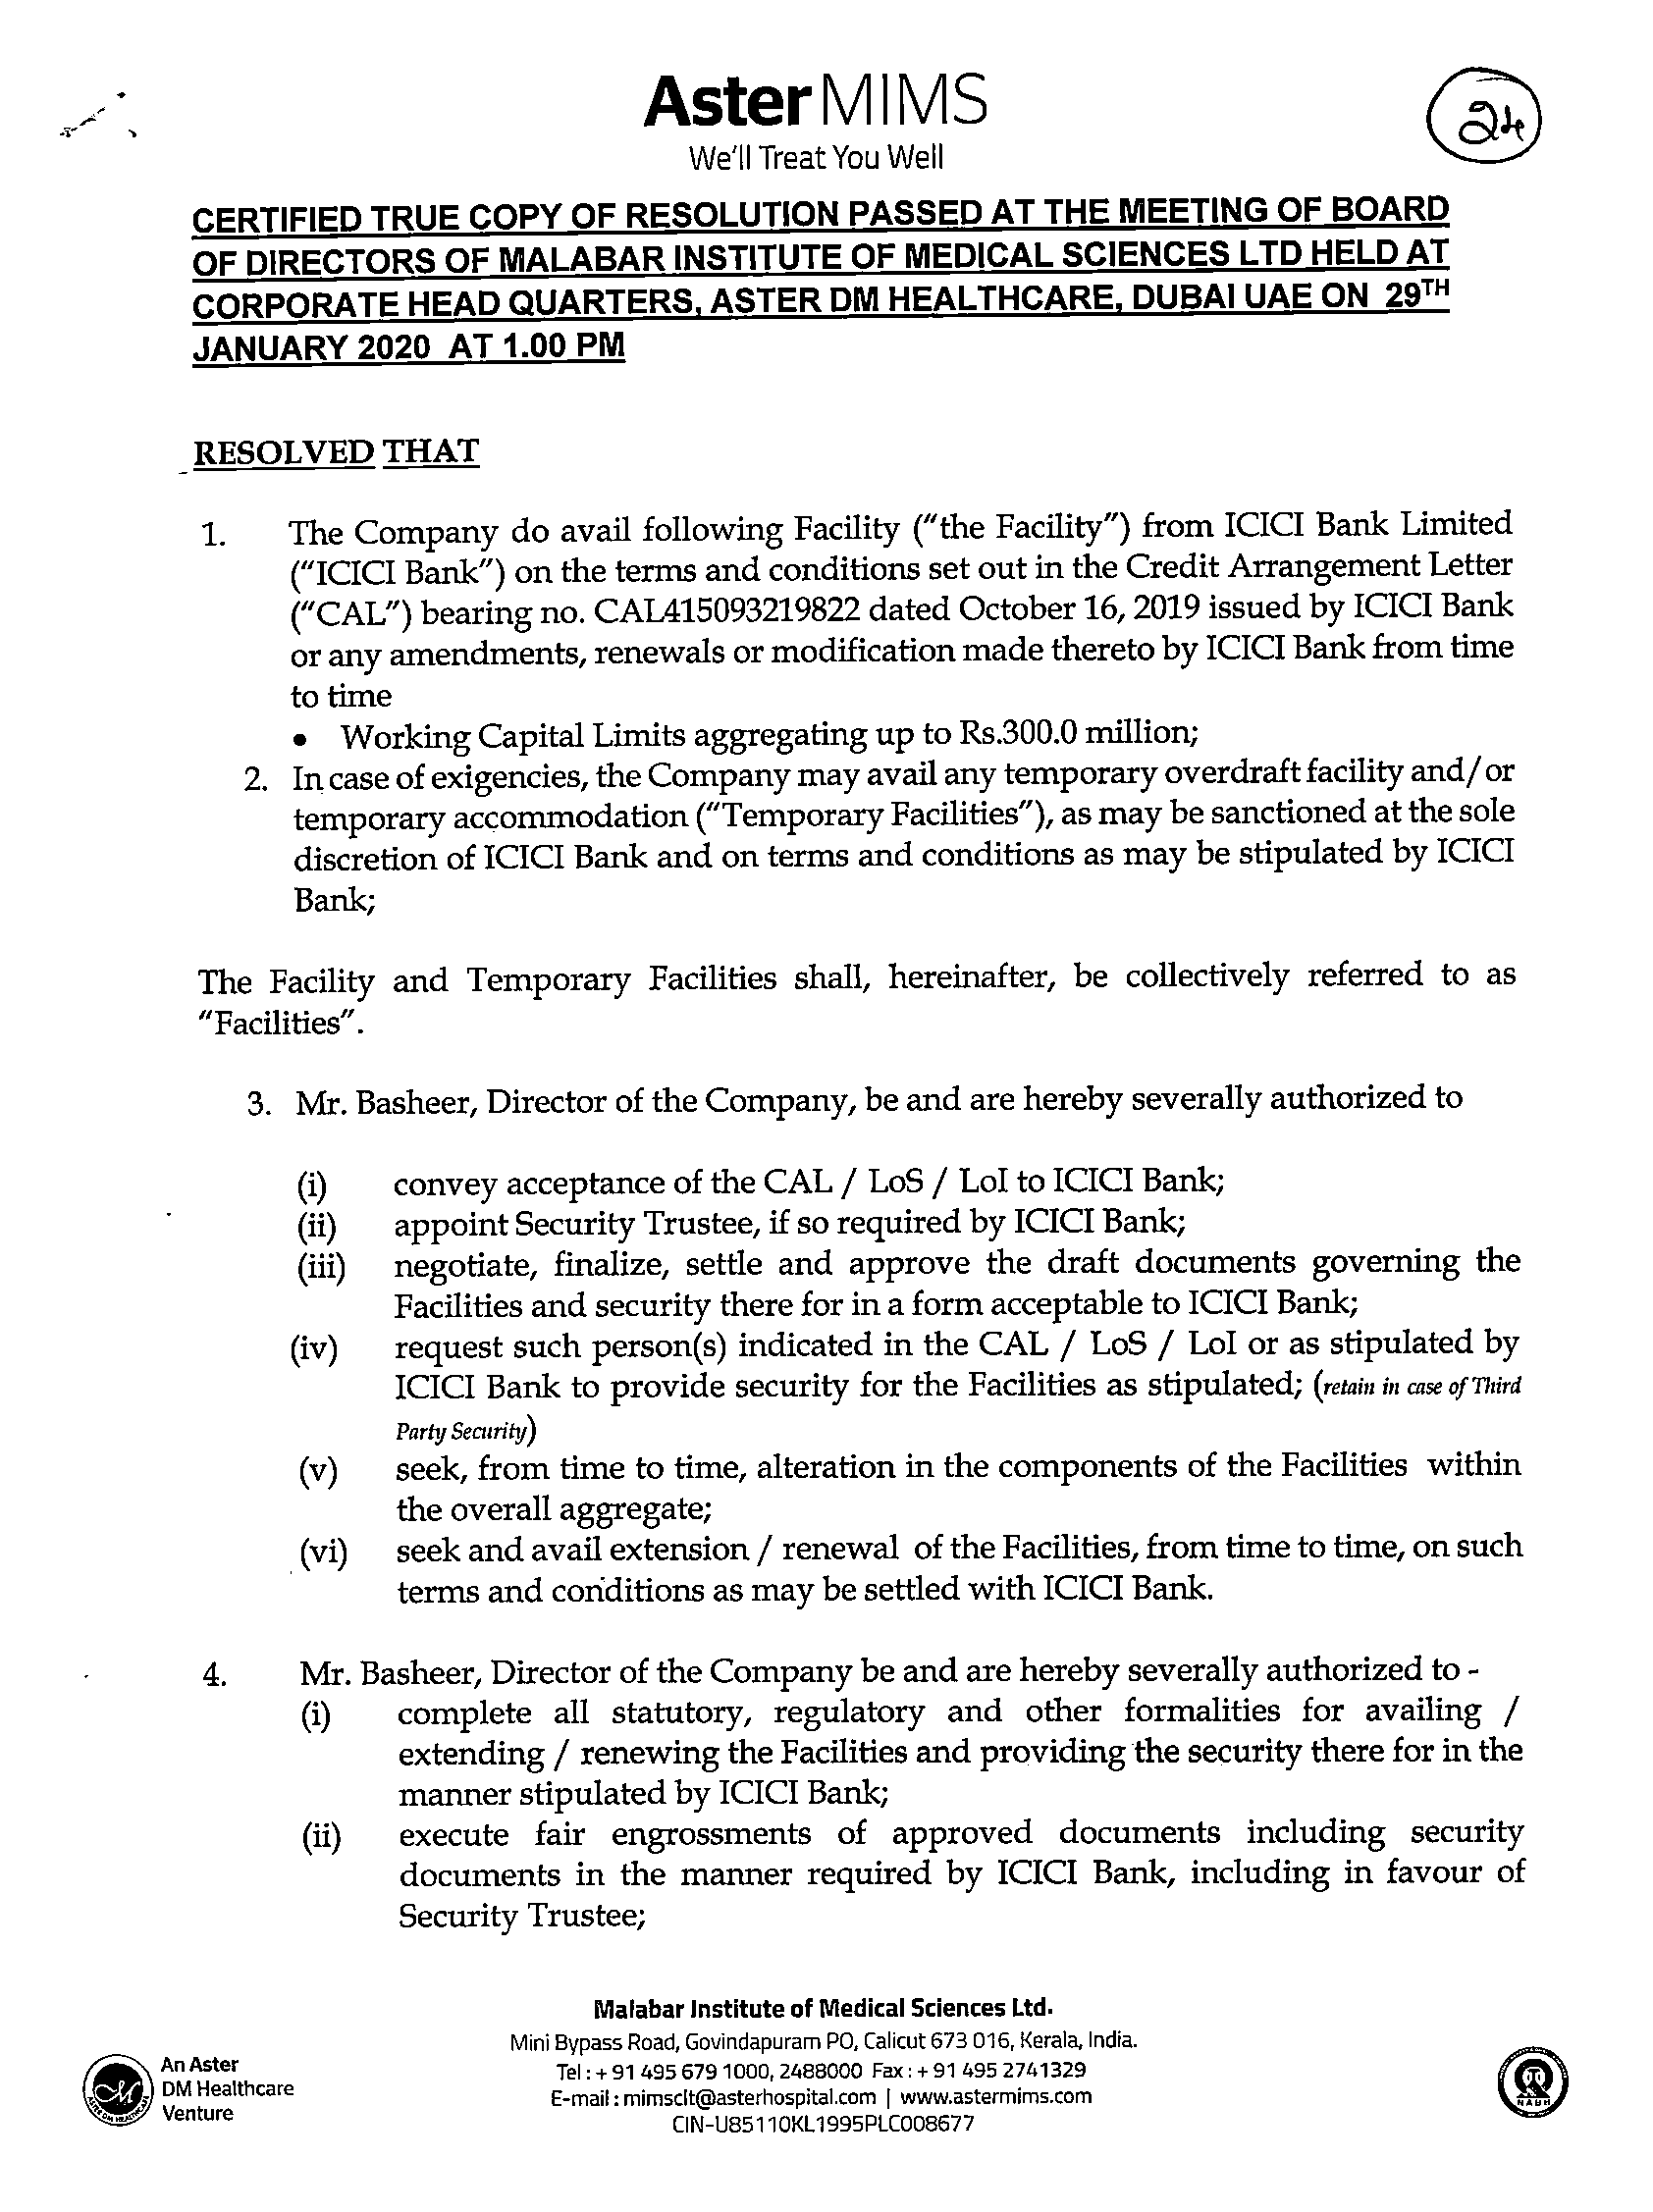 Aster MIMS
We'll Treat You Well
24
CERTIFIED TRUE COPY OF RESOLUTION PASSED AT THE MEETING OF BOARD
OF DIRECTORS OF MALABAR INSTITUTE OF MEDICAL SCIENCES LTD HELD AT
CORPORATE HEAD QUARTERS, ASTER DM HEALTHCARE, DUBAI UAE ON 29TH
JANUARY 2020 AT 1.00 PM
RESOLVED THAT
1. The Company do avail following Facility ("the Facility") from ICICI Bank Limited
("ICICI Bank") on the terms and conditions set out in the Credit Arrangement Letter
("CAL") bearing no. CAL415093219822 dated October 16, 2019 issued by ICICI Bank
or any amendments, renewals or modification made thereto by ICICI Bank from time
to time
• Working Capital Limits aggregating up to Rs.300.0 million;
2. In case of exigencies, the Company may avail any temporary overdraft facility and/or
temporary accommodation ("Temporary Facilities"), as may be sanctioned at the sole
discretion of ICICI Bank and on terms and conditions as may be stipulated by ICICI
Bank;
The Facility and Temporary Facilities shall, hereinafter, be collectively referred to as
"Facilities".
3. Mr. Basheer, Director of the Company, be and are hereby severally authorized to
(i) convey acceptance of the CAL / LoS / LoI to ICICI Bank;
(ii) appoint Security Trustee, if so required by ICICI Bank;
(iii) negotiate, finalize, settle and approve the draft documents governing the
Facilities and security there for in a form acceptable to ICICI Bank;
(iv) request such person(s) indicated in the CAL / LoS / LoI or as stipulated by
ICICI Bank to provide security for the Facilities as stipulated; (retain in case of Third
Party Security)
(v) seek, from time to time, alteration in the components of the Facilities within
the overall aggregate;
(vi) seek and avail extension / renewal of the Facilities, from time to time, on such
terms and conditions as may be settled with ICICI Bank.
4. Mr. Basheer, Director of the Company be and are hereby severally authorized to -
(i) complete all statutory, regulatory and other formalities for availing /
extending / renewing the Facilities and providing the security there for in the
manner stipulated by ICICI Bank;
(ii) execute fair engrossments of approved documents including security
documents in the manner required by ICICI Bank, including in favour of
Security Trustee;
Malabar Institute of Medical Sciences Ltd.
Mini Bypass Road, Govindapuram PO, Calicut 673 016, Kerala, India.
Tel : + 91 495 679 1000, 2488000 Fax : + 91 495 2741329
E-mail : mimsclt@asterhospital.com | www.astermims.com
CIN-U85110KL1995PLC008677
An Aster
DM Healthcare
Venture
ASTER DM HEALTHCARE
NABH